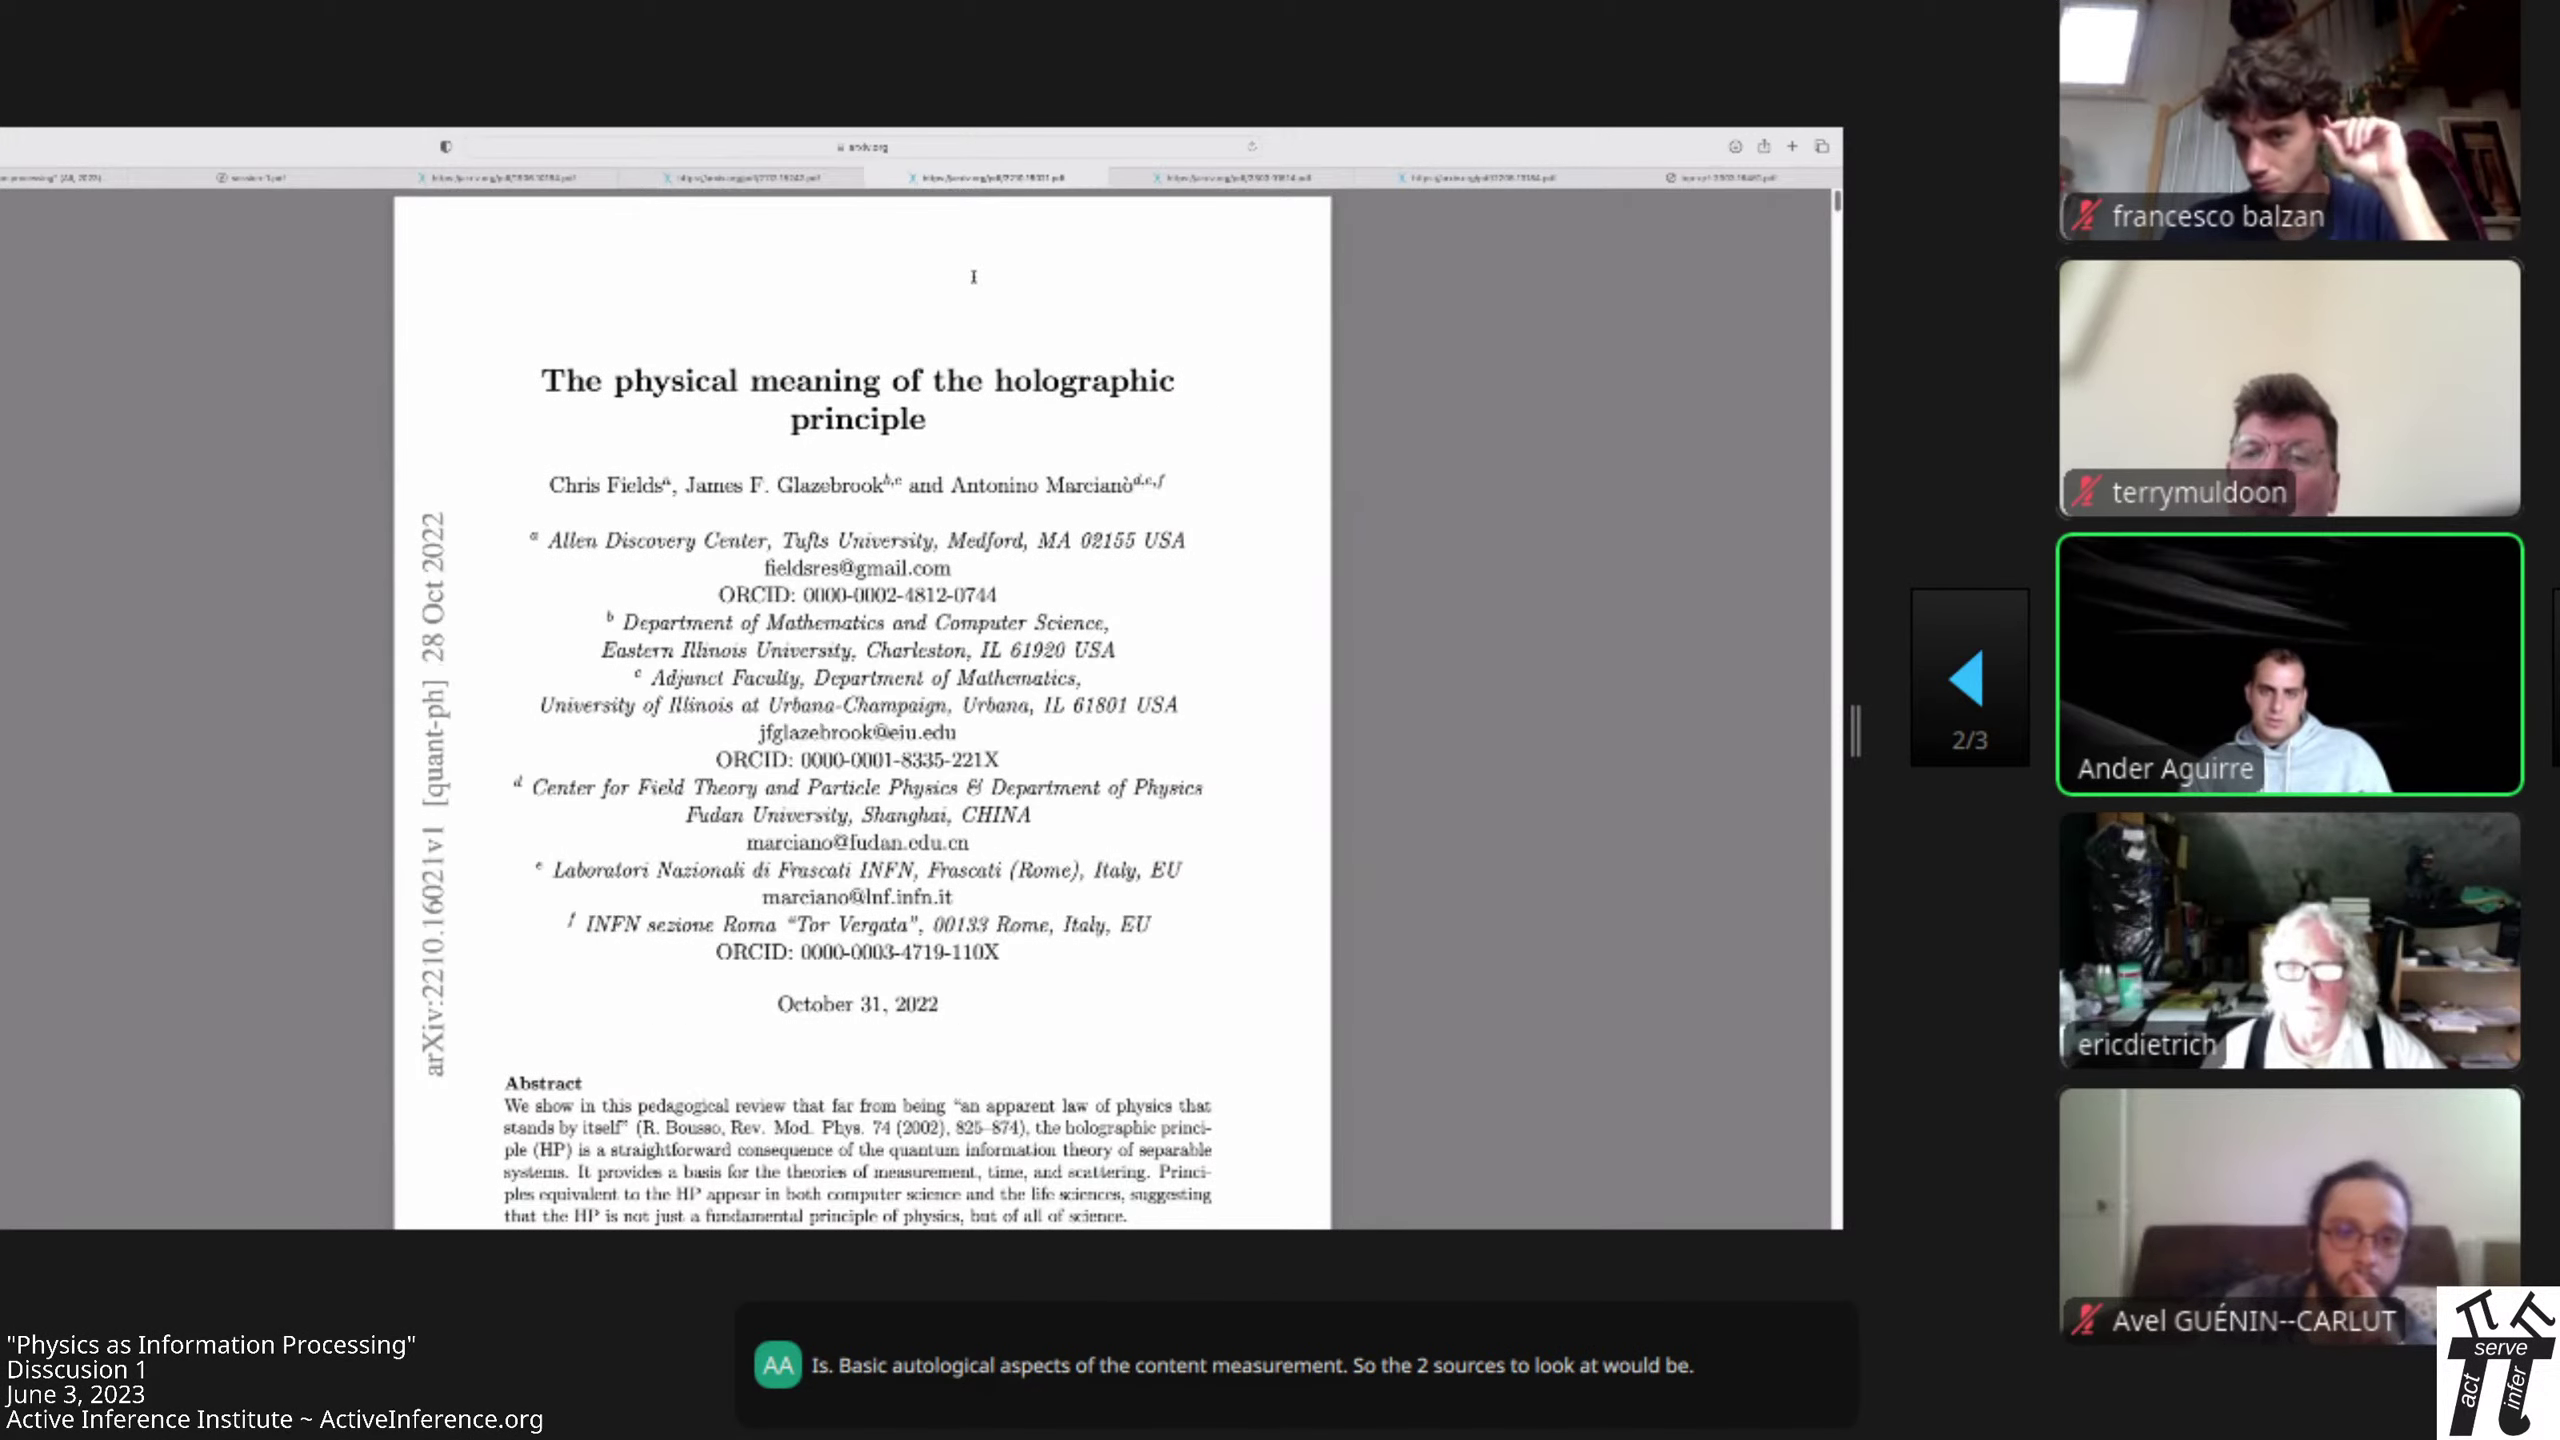 arxiv.org
session-1.pdf
The physical meaning of the holographic
principle
Chris Fieldsᵃ, James F. Glazebrookᵇ,ᶜ and Antonino Marcianòᵈ,ᵉ,ᶠ
ᵃ Allen Discovery Center, Tufts University, Medford, MA 02155 USA
fieldsres@gmail.com
ORCID: 0000-0002-4812-0744
ᵇ Department of Mathematics and Computer Science,
Eastern Illinois University, Charleston, IL 61920 USA
ᶜ Adjunct Faculty, Department of Mathematics,
University of Illinois at Urbana-Champaign, Urbana, IL 61801 USA
jfglazebrook@eiu.edu
ORCID: 0000-0001-8335-221X
ᵈ Center for Field Theory and Particle Physics & Department of Physics
Fudan University, Shanghai, CHINA
marciano@fudan.edu.cn
ᵉ Laboratori Nazionali di Frascati INFN, Frascati (Rome), Italy, EU
marciano@lnf.infn.it
ᶠ INFN sezione Roma “Tor Vergata”, 00133 Rome, Italy, EU
ORCID: 0000-0003-4719-110X
October 31, 2022
arXiv:2210.16021v1 [quant-ph] 28 Oct 2022
Abstract
We show in this pedagogical review that far from being “an apparent law of physics that
stands by itself” (R. Bousso, Rev. Mod. Phys. 74 (2002), 825–874), the holographic princi-
ple (HP) is a straightforward consequence of the quantum information theory of separable
systems. It provides a basis for the theories of measurement, time, and scattering. Princi-
ples equivalent to the HP appear in both computer science and the life sciences, suggesting
that the HP is not just a fundamental principle of physics, but of all of science.
francesco balzan
terrymuldoon
Ander Aguirre
2/3
ericdietrich
Avel GUÉNIN--CARLUT
AA Is. Basic autological aspects of the content measurement. So the 2 sources to look at would be.
"Physics as Information Processing"
Disscusion 1
June 3, 2023
Active Inference Institute ~ ActiveInference.org
serve
act
infer